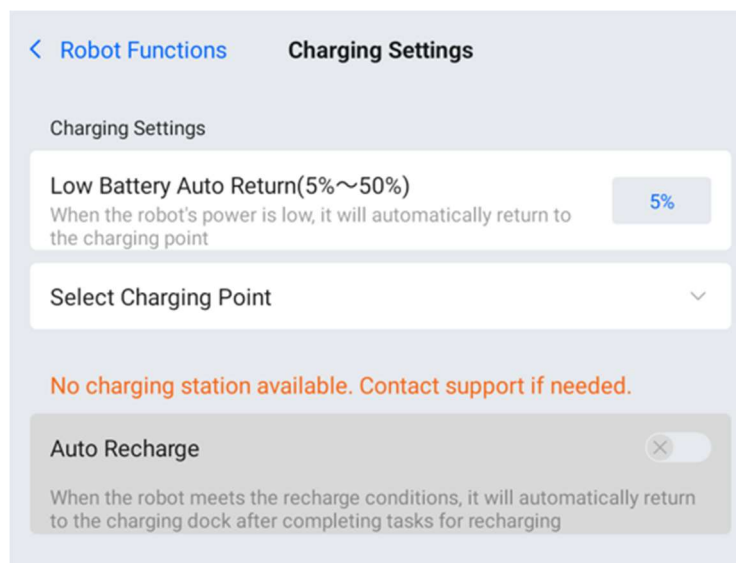 Robot Functions Charging Settings
Charging Settings
Low Battery Auto Return(5%～50%)
5%
When the robot's power is low, it will automatically return to
the charging point
Select Charging Point
No charging station available. Contact support if needed.
Auto Recharge
When the robot meets the recharge conditions, it will automatically return
to the charging dock after completing tasks for recharging